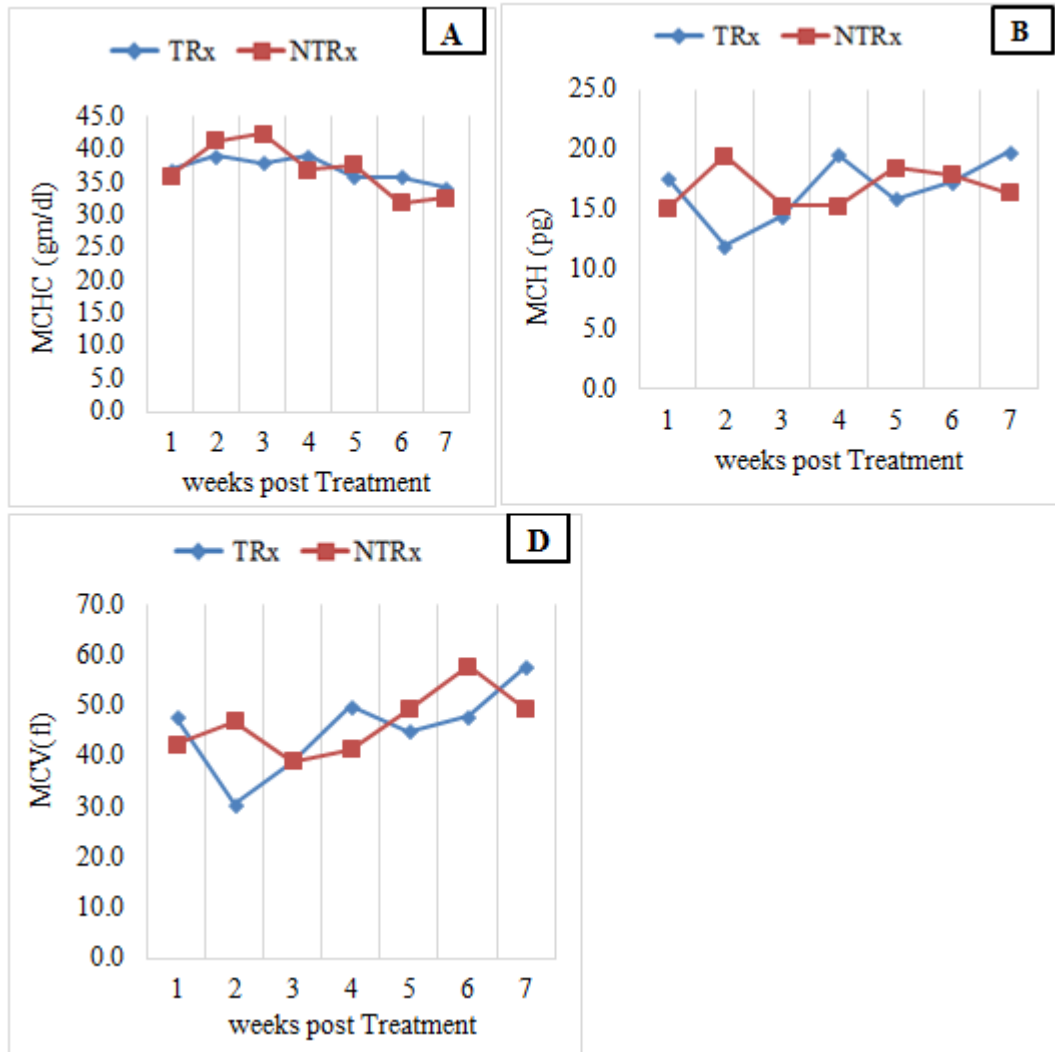 A
TRx NTRx
MCHC (gm/dl)
45.0
40.0
35.0
30.0
25.0
20.0
15.0
10.0
5.0
0.0
1 2 3 4 5 6 7
weeks post Treatment
B
TRx NTRx
MCH (pg)
25.0
20.0
15.0
10.0
5.0
0.0
1 2 3 4 5 6 7
weeks post Treatment
D
TRx NTRx
MCV(fl)
70.0
60.0
50.0
40.0
30.0
20.0
10.0
0.0
1 2 3 4 5 6 7
weeks post Treatment